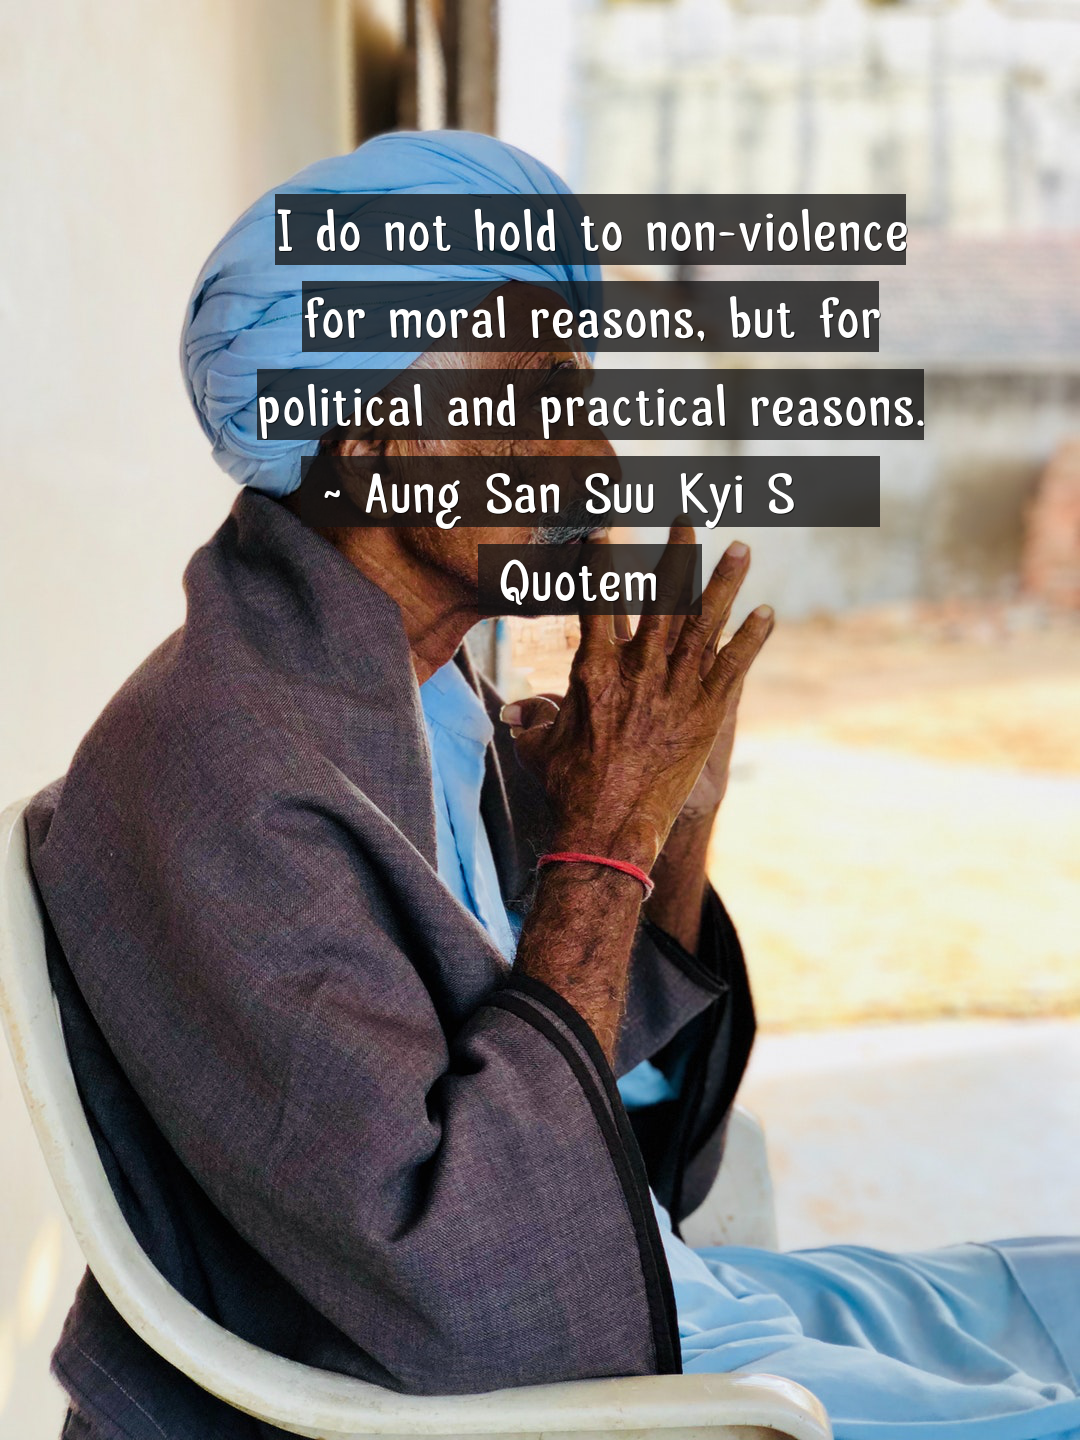 I do not hold to non-violence
for moral reasons, but for
political and practical reasons.
~ Aung San Suu Kyi S
Quotem